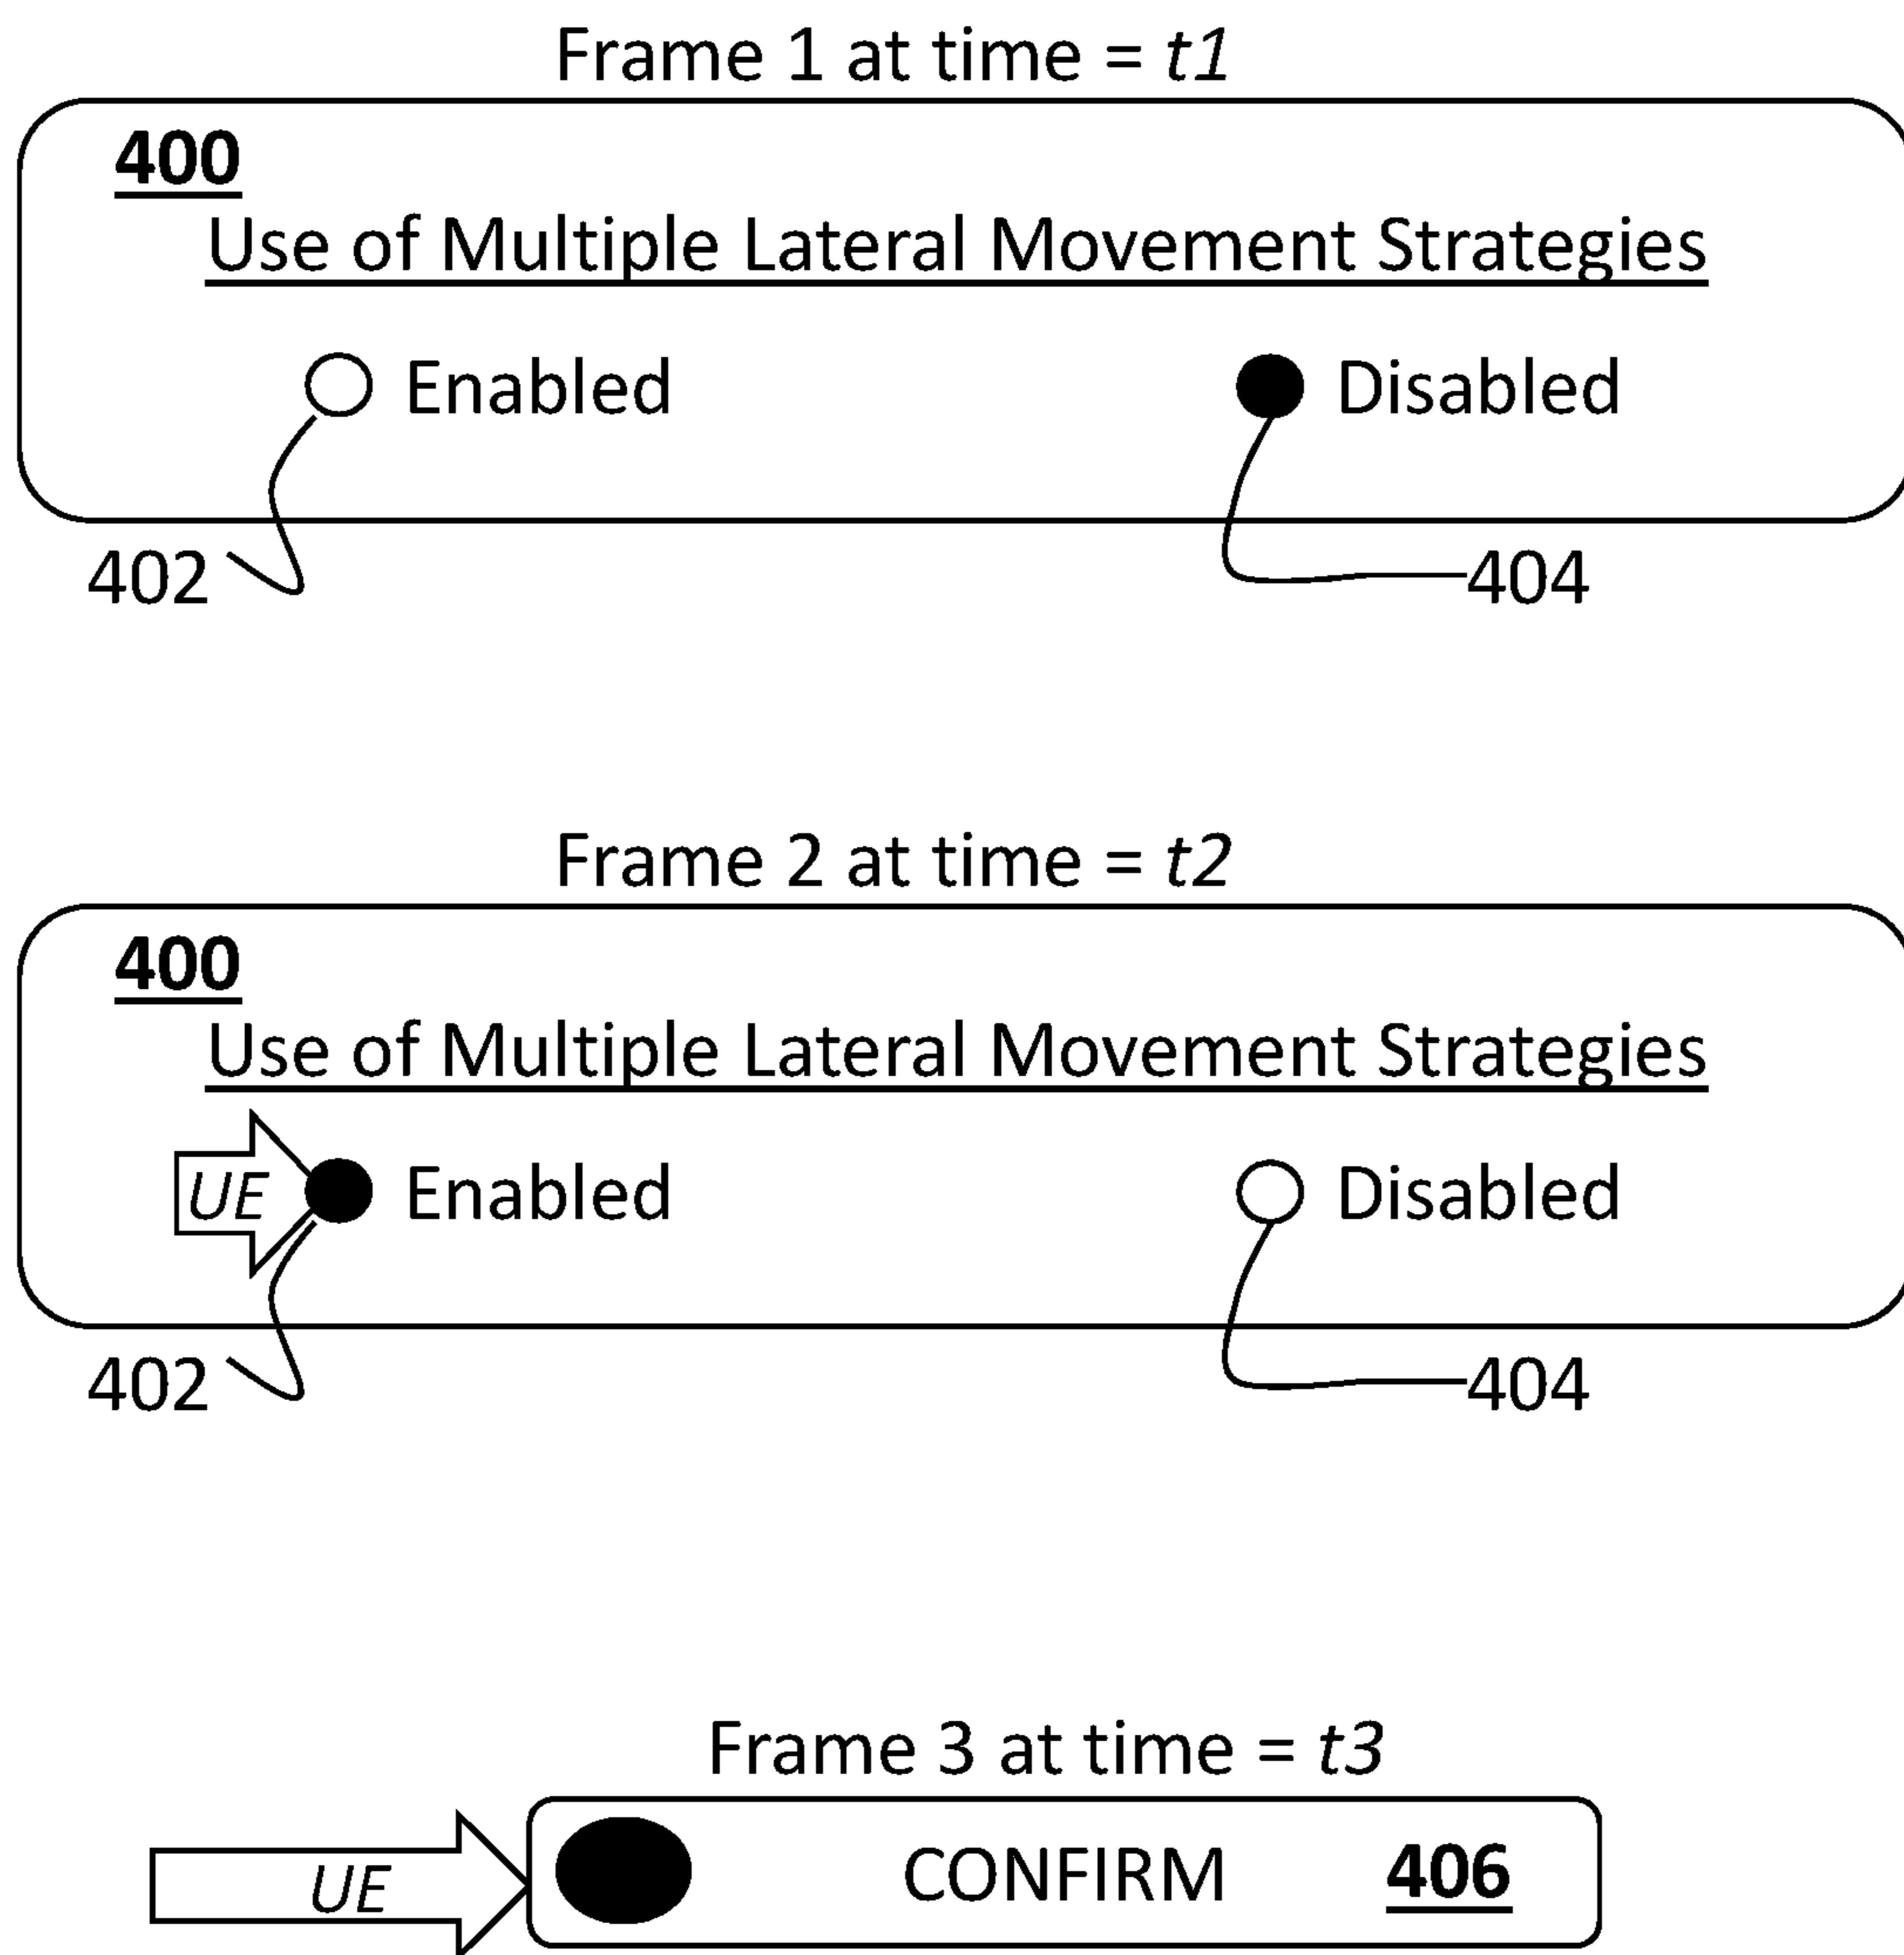 Frame 1 at time = t1
400
Use of Multiple Lateral Movement Strategies
Enabled Disabled
402 404
Frame 2 at time = t2
400
Use of Multiple Lateral Movement Strategies
UE Enabled Disabled
402 404
Frame 3 at time = t3
UE CONFIRM 406